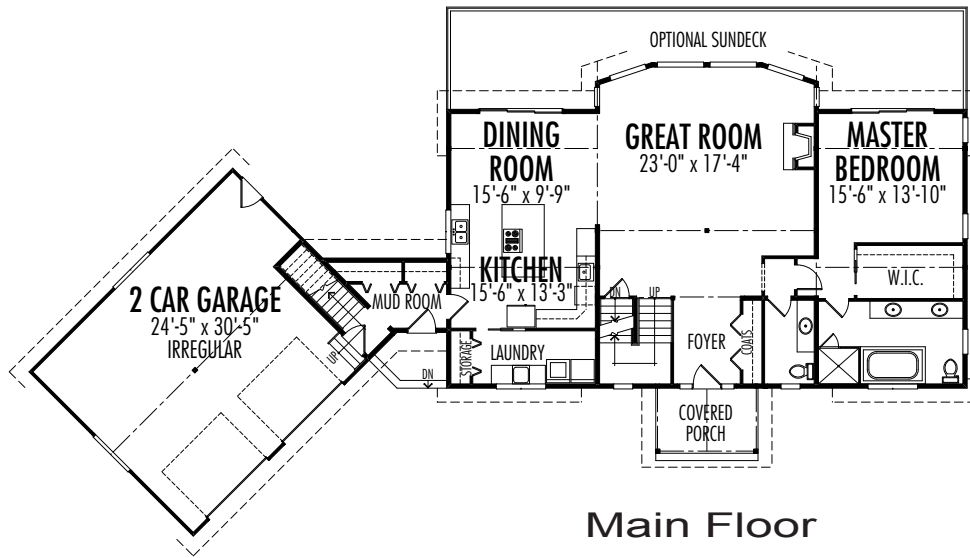 OPTIONAL SUNDECK
DINING
ROOM
15'-6" x 9'-9"
GREAT ROOM
23'-0" x 17'-4"
MASTER
BEDROOM
15'-6" x 13'-10"
KITCHEN
15'-6" x 13'-3"
W.I.C.
2 CAR GARAGE
24'-5" x 30'-5"
IRREGULAR
MUD ROOM
UP
DN
STORAGE
LAUNDRY
DN
UP
FOYER
COATS
COVERED
PORCH
Main Floor